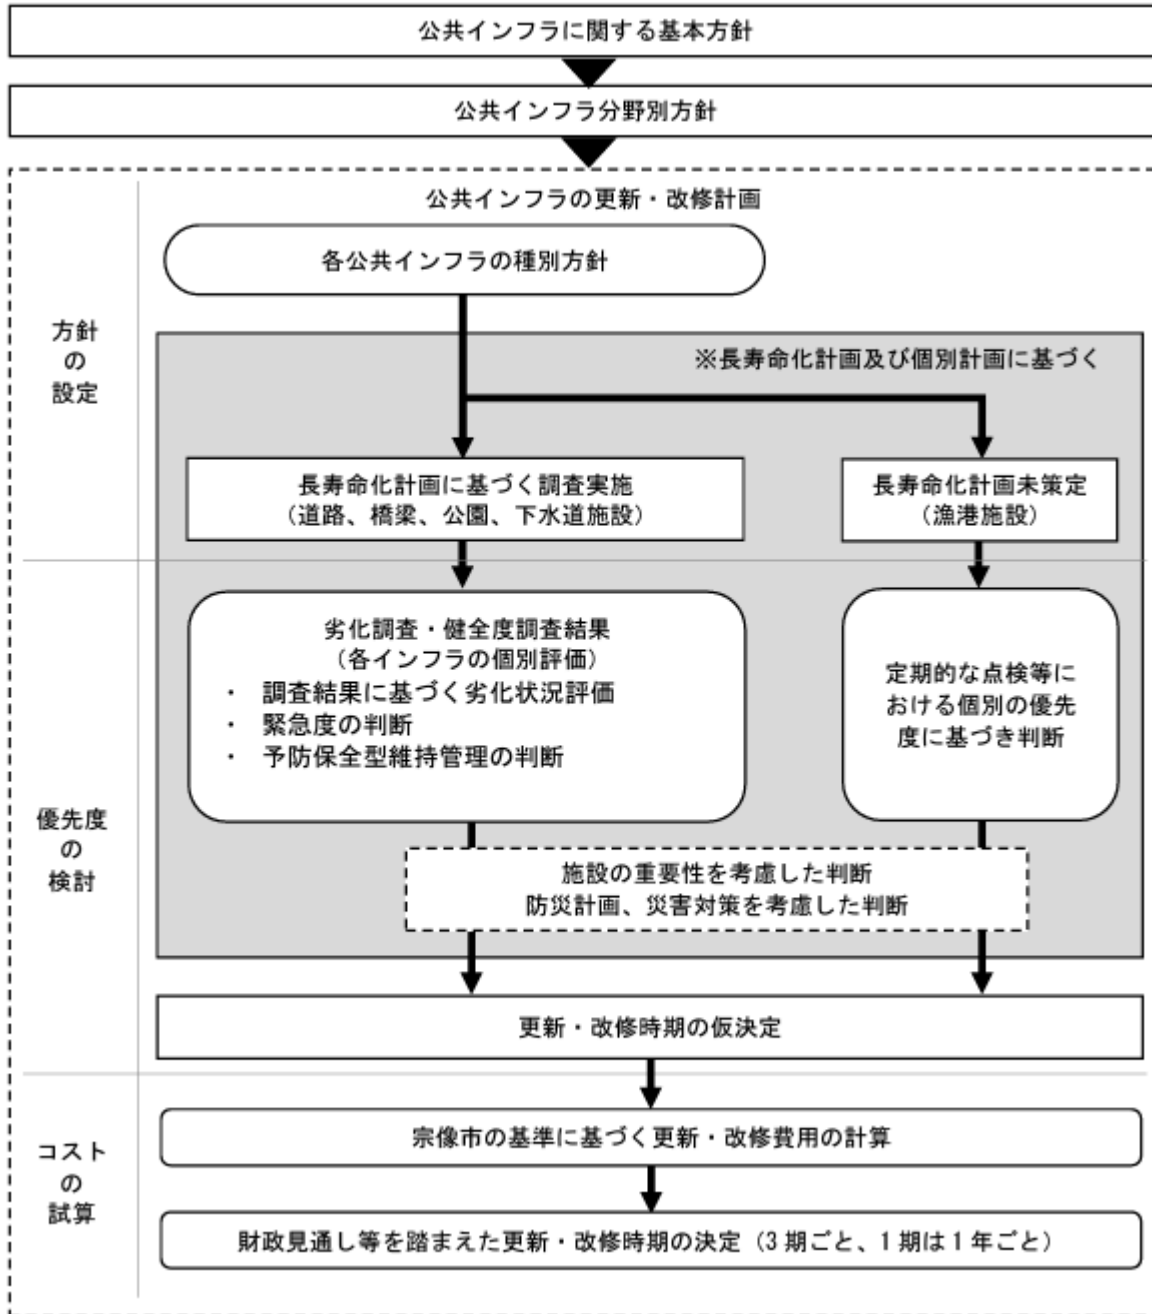 公共インフラに関する基本方針
公共インフラ分野別方針
公共インフラの更新・改修計画
各公共インフラの種別方針
方針
の
設定
※長寿命化計画及び個別計画に基づく
長寿命化計画に基づく調査実施
（道路、橋梁、公園、下水道施設）
長寿命化計画未策定
（漁港施設）
劣化調査・健全度調査結果
（各インフラの個別評価）
・ 調査結果に基づく劣化状況評価
・ 緊急度の判断
・ 予防保全型維持管理の判断
定期的な点検等に
おける個別の優先
度に基づき判断
優先度
の
検討
施設の重要性を考慮した判断
防災計画、災害対策を考慮した判断
更新・改修時期の仮決定
コスト
の
試算
宗像市の基準に基づく更新・改修費用の計算
財政見通し等を踏まえた更新・改修時期の決定（3 期ごと、1 期は 1 年ごと）